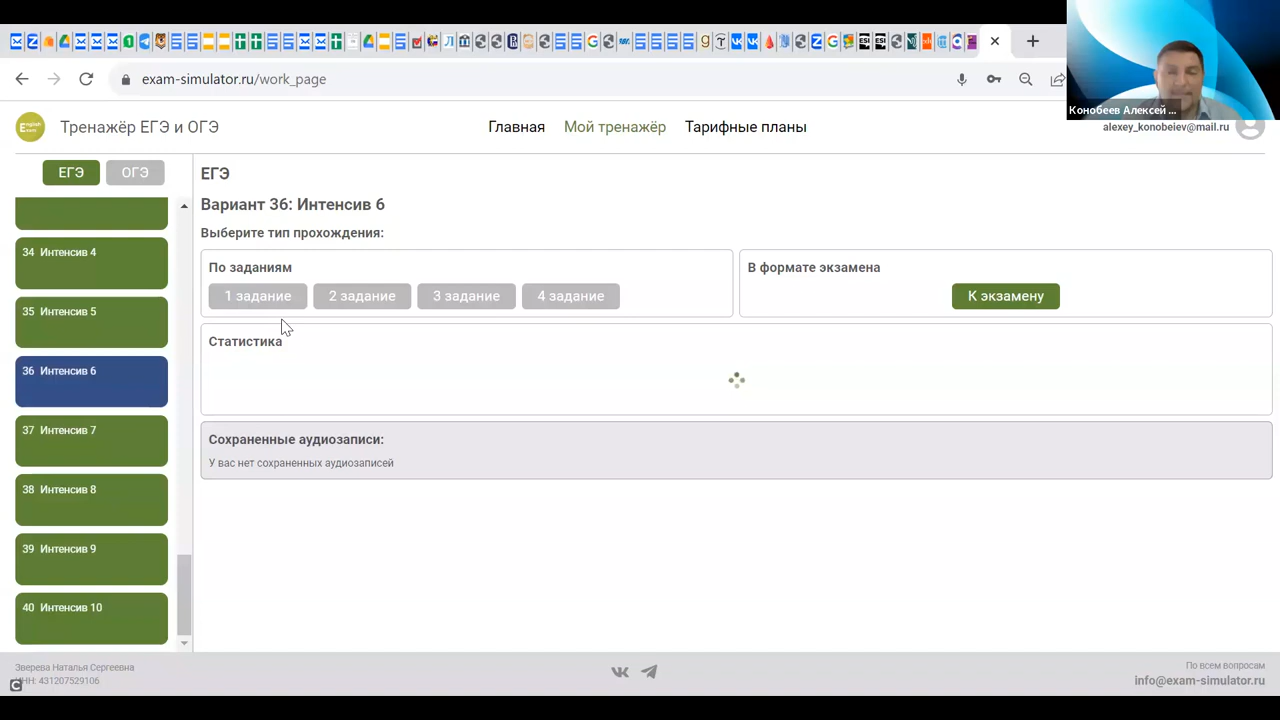 exam-simulator.ru/work_page
Конобеев Алексей ...
alexey_konobeiev@mail.ru
Тренажёр ЕГЭ и ОГЭ
Главная
Мой тренажёр
Тарифные планы
ЕГЭ
ОГЭ
34 Интенсив 4
35 Интенсив 5
36 Интенсив 6
37 Интенсив 7
38 Интенсив 8
39 Интенсив 9
40 Интенсив 10
ЕГЭ
Вариант 36: Интенсив 6
Выберите тип прохождения:
По заданиям
1 задание
2 задание
3 задание
4 задание
В формате экзамена
К экзамену
Статистика
Сохраненные аудиозаписи:
У вас нет сохраненных аудиозаписей
Зверева Наталья Сергеевна
ИНН: 431207529106
По всем вопросам
info@exam-simulator.ru